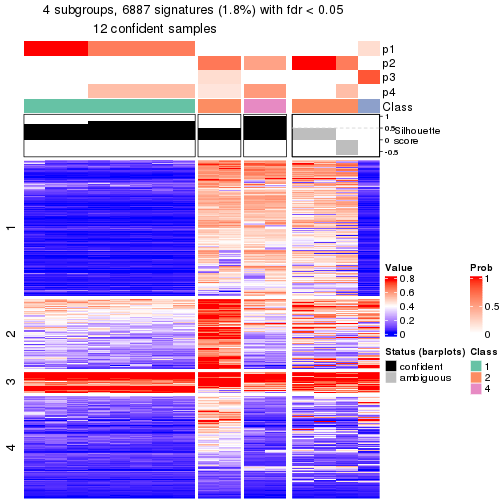 4 subgroups, 6887 signatures (1.8%) with fdr < 0.05
12 confident samples
p1
p2
p3
p4
Class
1
0.5
0
-0.5
Silhouette
score
1
2
3
4
Value
0.8
0.6
0.4
0.2
0
Prob
1
0.5
0
Status (barplots)
confident
ambiguous
Class
1
2
4